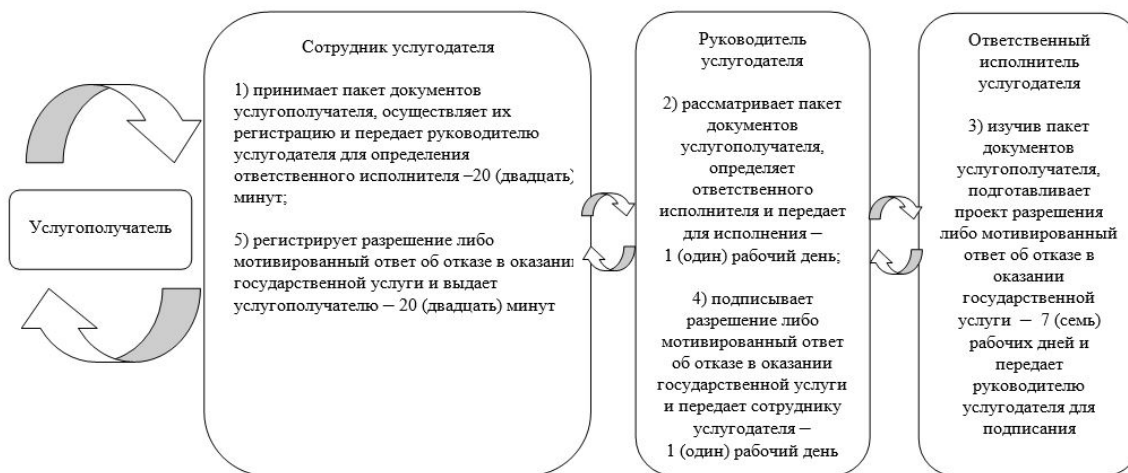 Услугополучатель
Сотрудник услугодателя
1) принимает пакет документов
услугополучателя, осуществляет их
регистрацию и передает руководителю
услугодателя для определения
ответственного исполнителя –20 (двадцать)
минут;
5) регистрирует разрешение либо
мотивированный ответ об отказе в оказании
государственной услуги и выдает
услугополучателю – 20 (двадцать) минут
Руководитель
услугодателя
2) рассматривает пакет
документов
услугополучателя,
определяет
ответственного
исполнителя и передает
для исполнения –
1 (один) рабочий день;
4) подписывает
разрешение либо
мотивированный ответ
об отказе в оказании
государственной услуги
и передает сотруднику
услугодателя –
1 (один) рабочий день
Ответственный
исполнитель
услугодателя
3) изучив пакет
документов
услугополучателя,
подготавливает
проект разрешения
либо мотивированный
ответ об отказе в
оказании
государственной
услуги – 7 (семь)
рабочих дней и
передает
руководителю
услугодателя для
подписания